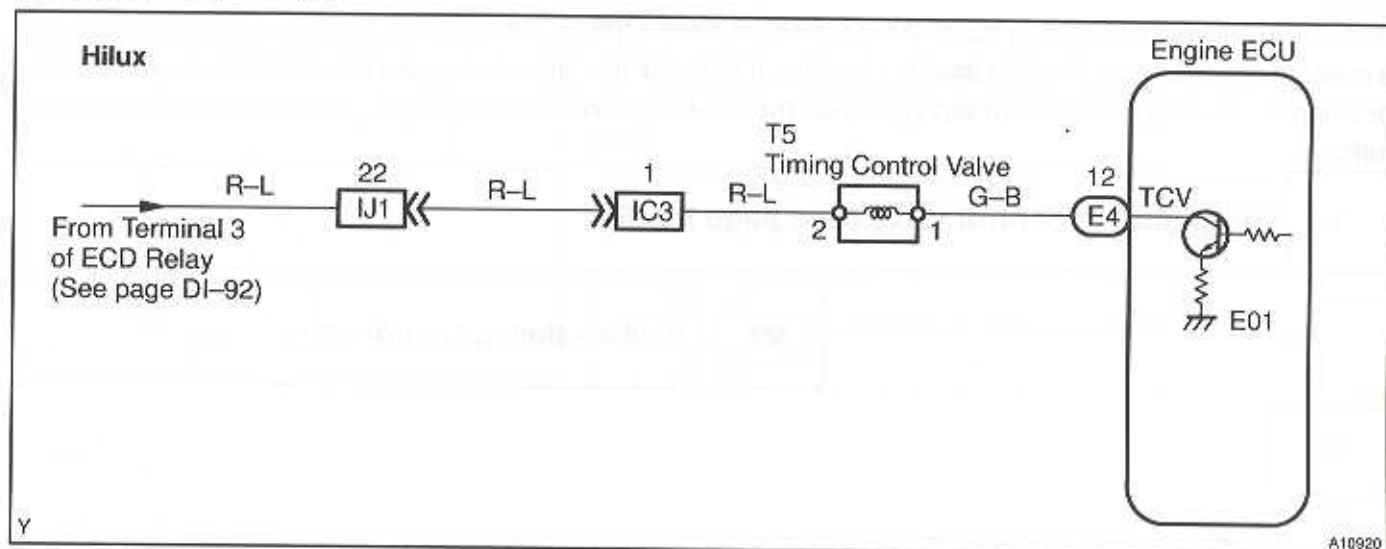 Hilux
Engine ECU
T5
Timing Control Valve
22
1
12
R–L
R–L
R–L
G–B
TCV
IJ1
IC3
E4
2
1
From Terminal 3
of ECD Relay
(See page DI–92)
E01
Y
A10920